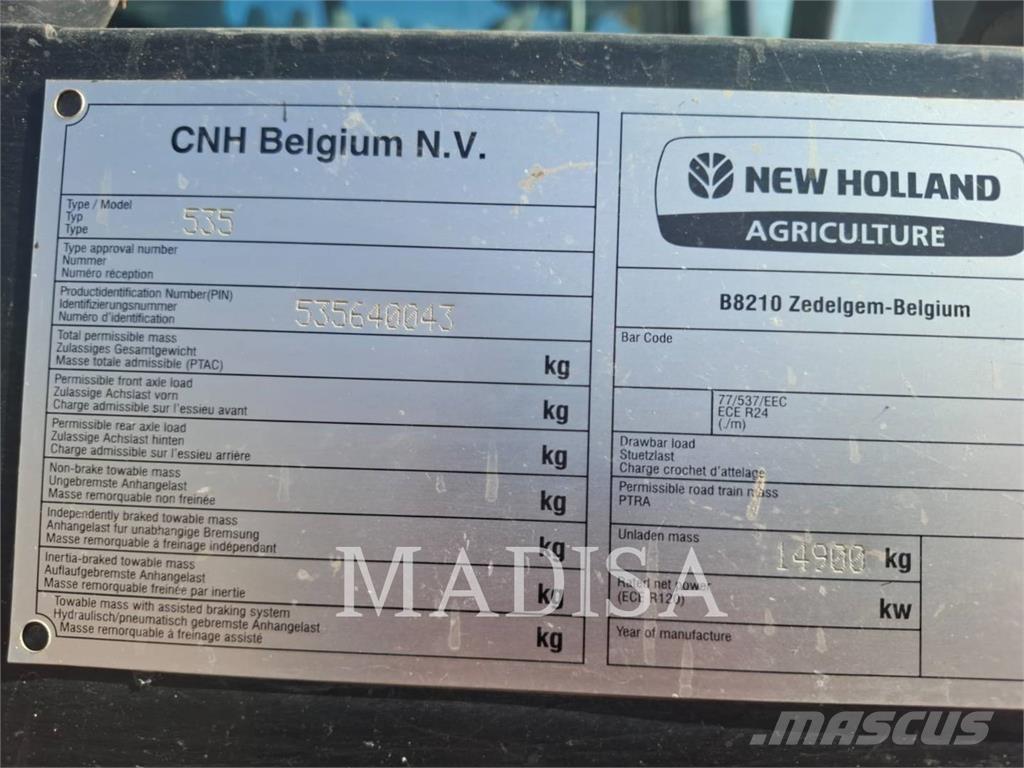 CNH Belgium N.V.
Type / Model
Typ
Type
535
Type approval number
Nummer
Numéro réception
Productidentification Number(PIN)
Identifizierungsnummer
Numéro d'identification
535640043
Total permissible mass
Zulassiges Gesamtgewicht
Masse totale admissible (PTAC)
kg
Permissible front axle load
Zulassige Achslast vorn
Charge admissible sur l'essieu avant
kg
Permissible rear axle load
Zulassige Achslast hinten
Charge admissible sur l'essieu arrière
kg
Non-brake towable mass
Ungebremste Anhangelast
Masse remorquable non freinée
kg
Independently braked towable mass
Anhangelast fur unabhangige Bremsung
Masse remorquable à freinage indépendant
kg
Inertia-braked towable mass
Auflaufgebremste Anhangelast
Masse remorquable freinée par inertie
kg
Towable mass with assisted braking system
Hydraulisch/pneumatisch gebremste Anhangelast
Masse remorquable à freinage assisté
kg
NEW HOLLAND
AGRICULTURE
B8210 Zedelgem-Belgium
Bar Code
77/537/EEC
ECE R24
(./m)
Drawbar load
Stuetzlast
Charge crochet d'attelage
Permissible road train mass
PTRA
Unladen mass
14900 kg
Rated net power
(ECE R120)
kw
Year of manufacture
MADISA
MASCUS